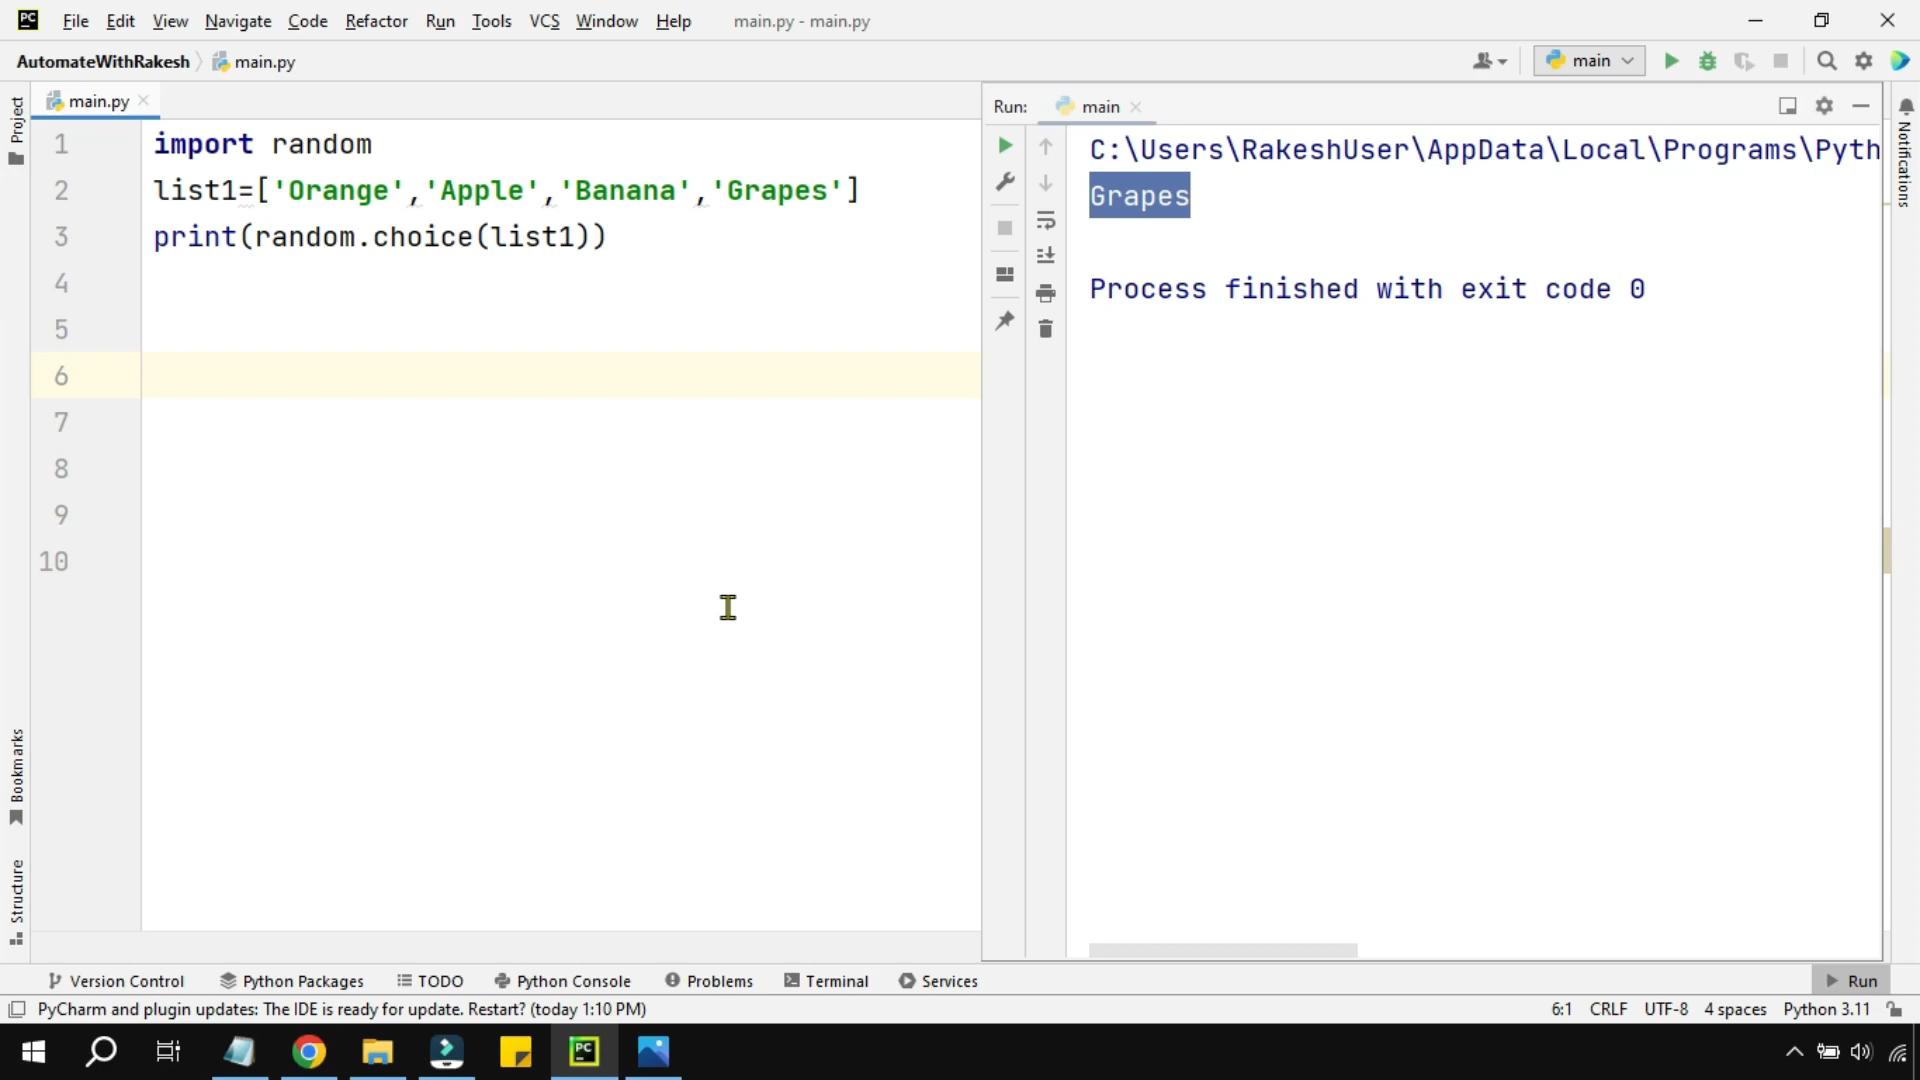 PC File Edit View Navigate Code Refactor Run Tools VCS Window Help main.py - main.py
AutomateWithRakesh main.py main
Project
main.py
Run: main
Notifications
1 import random
2 list1=['Orange','Apple','Banana','Grapes']
3 print(random.choice(list1))
4
5
6
7
8
9
10
C:\Users\RakeshUser\AppData\Local\Programs\Pyth
Grapes
Process finished with exit code 0
Bookmarks
Structure
Version Control Python Packages TODO Python Console Problems Terminal Services Run
PyCharm and plugin updates: The IDE is ready for update. Restart? (today 1:10 PM) 6:1 CRLF UTF-8 4 spaces Python 3.11
PC